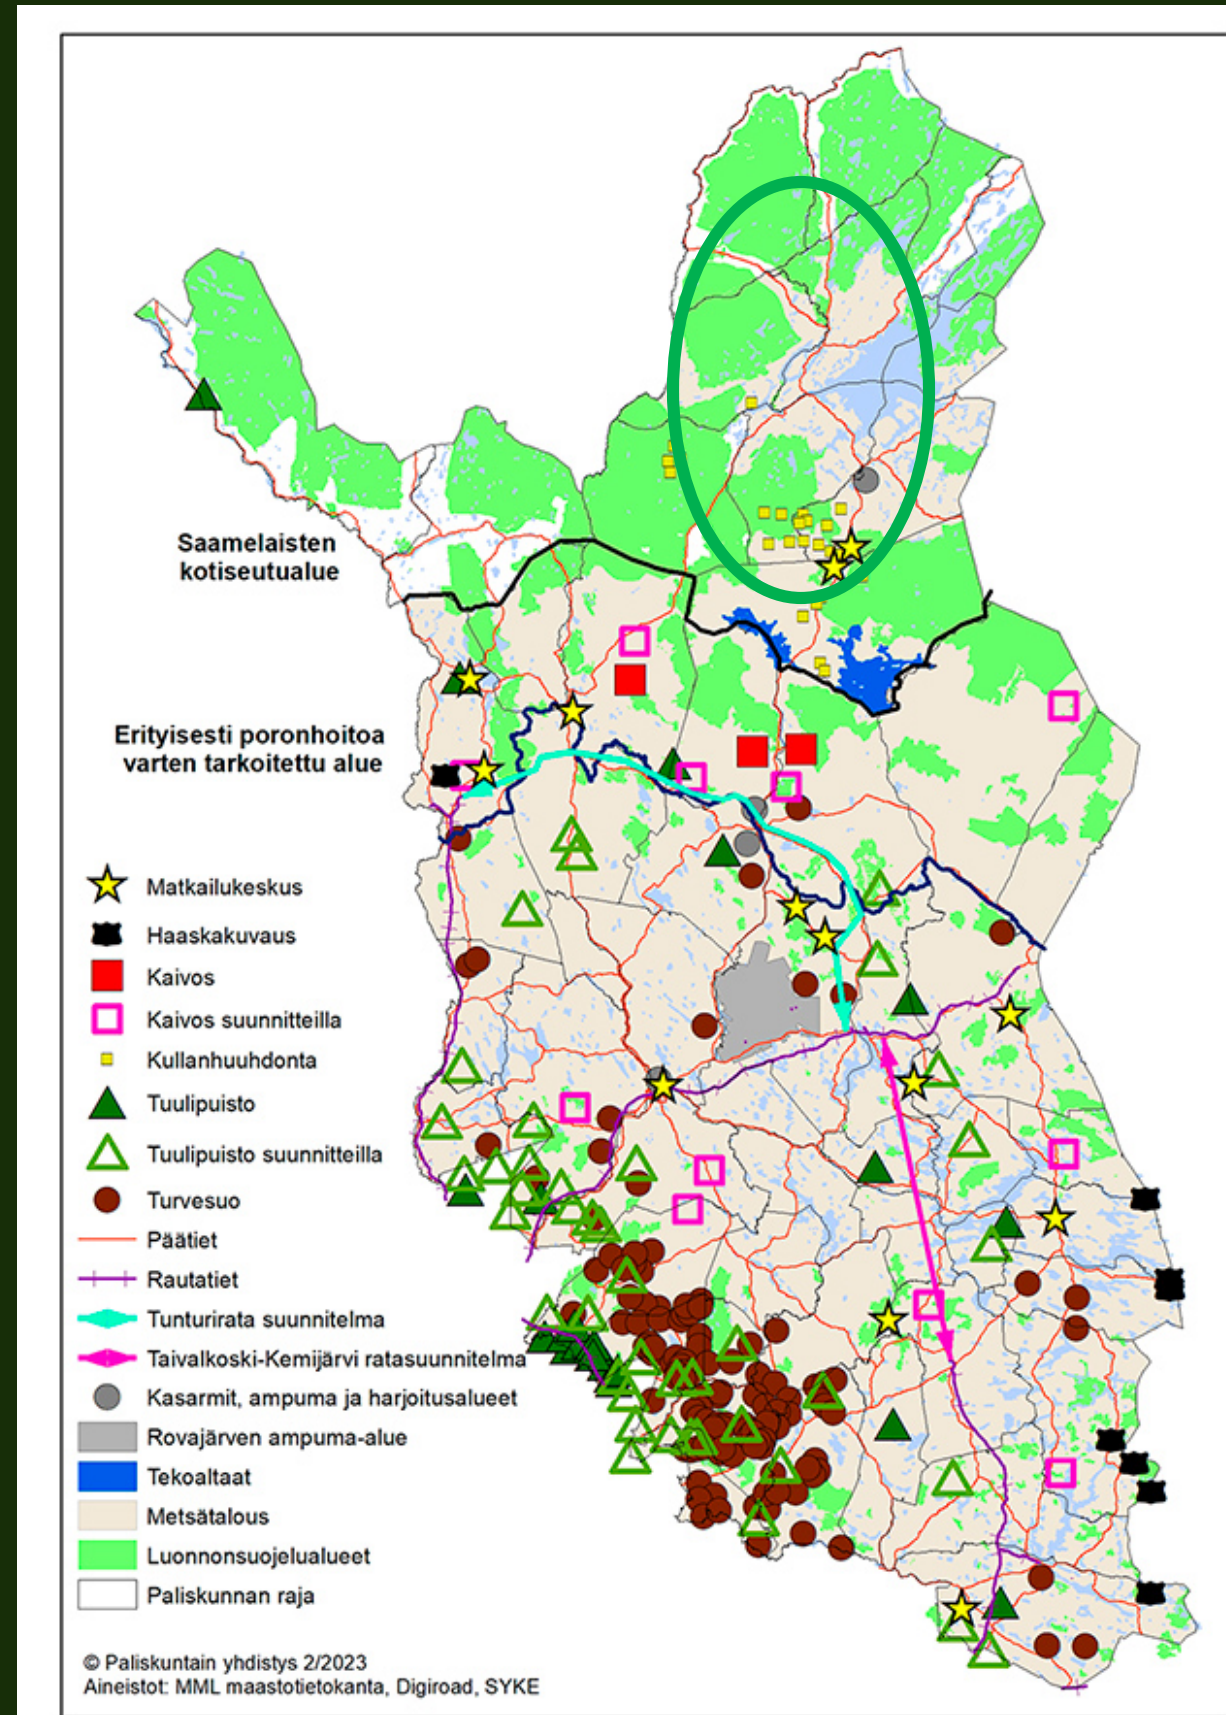 Saamelaisten
kotiseutualue
Erityisesti poronhoitoa
varten tarkoitettu alue
Matkailukeskus
Haaskakuvaus
Kaivos
Kaivos suunnitteilla
Kullanhuuhdonta
Tuulipuisto
Tuulipuisto suunnitteilla
Turvesuo
Päätiet
Rautatiet
Tunturirata suunnitelma
Taivalkoski-Kemijärvi ratasuunnitelma
Kasarmit, ampuma ja harjoitusalueet
Rovajärven ampuma-alue
Tekoaltaat
Metsätalous
Luonnonsuojelualueet
Paliskunnan raja
© Paliskuntain yhdistys 2/2023
Aineistot: MML maastotietokanta, Digiroad, SYKE